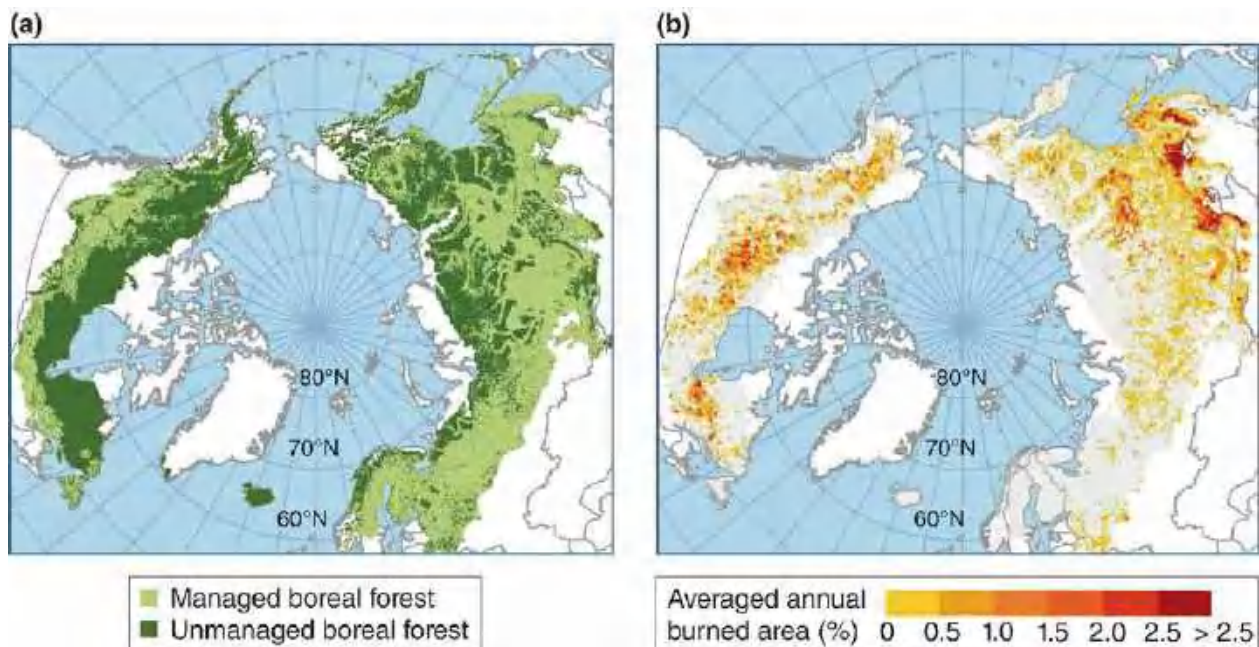 (a)
(b)
80°N
70°N
60°N
80°N
70°N
60°N
Managed boreal forest
Unmanaged boreal forest
Averaged annual
burned area (%)
0 0.5 1.0 1.5 2.0 2.5 > 2.5